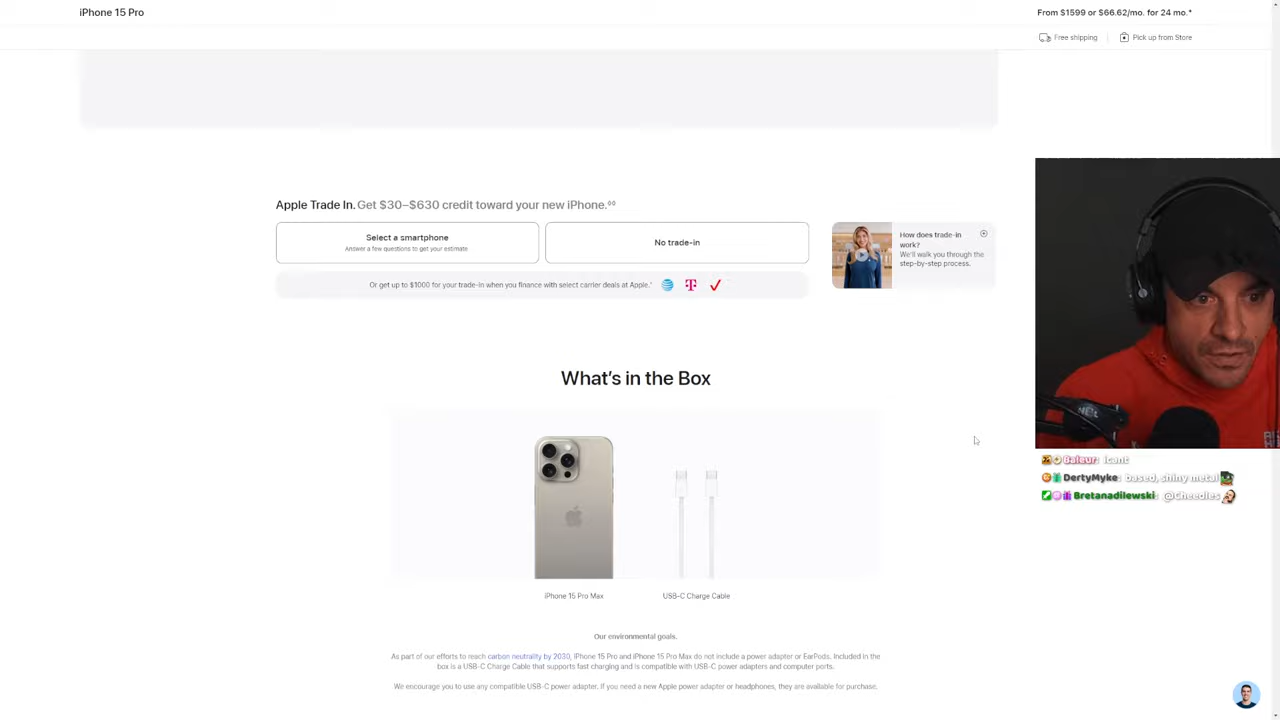 iPhone 15 Pro
From $1599 or $66.62/mo. for 24 mo.*
Free shipping
Pick up from Store
Apple Trade In. Get $30–$630 credit toward your new iPhone.◊◊
Select a smartphone
Answer a few questions to get your estimate
No trade-in
How does trade-in
work?
We'll walk you through the
step-by-step process.
Or get up to $1000 for your trade-in when you finance with select carrier deals at Apple.
What's in the Box
iPhone 15 Pro Max
USB-C Charge Cable
NEIL
Baleur: icant
DertyMyke: based, shiny metal
Bretanadilewski: @Cheedles
Our environmental goals.
As part of our efforts to reach carbon neutrality by 2030, iPhone 15 Pro and iPhone 15 Pro Max do not include a power adapter or EarPods. Included in the
box is a USB-C Charge Cable that supports fast charging and is compatible with USB-C power adapters and computer ports.
We encourage you to use any compatible USB-C power adapter. If you need a new Apple power adapter or headphones, they are available for purchase.